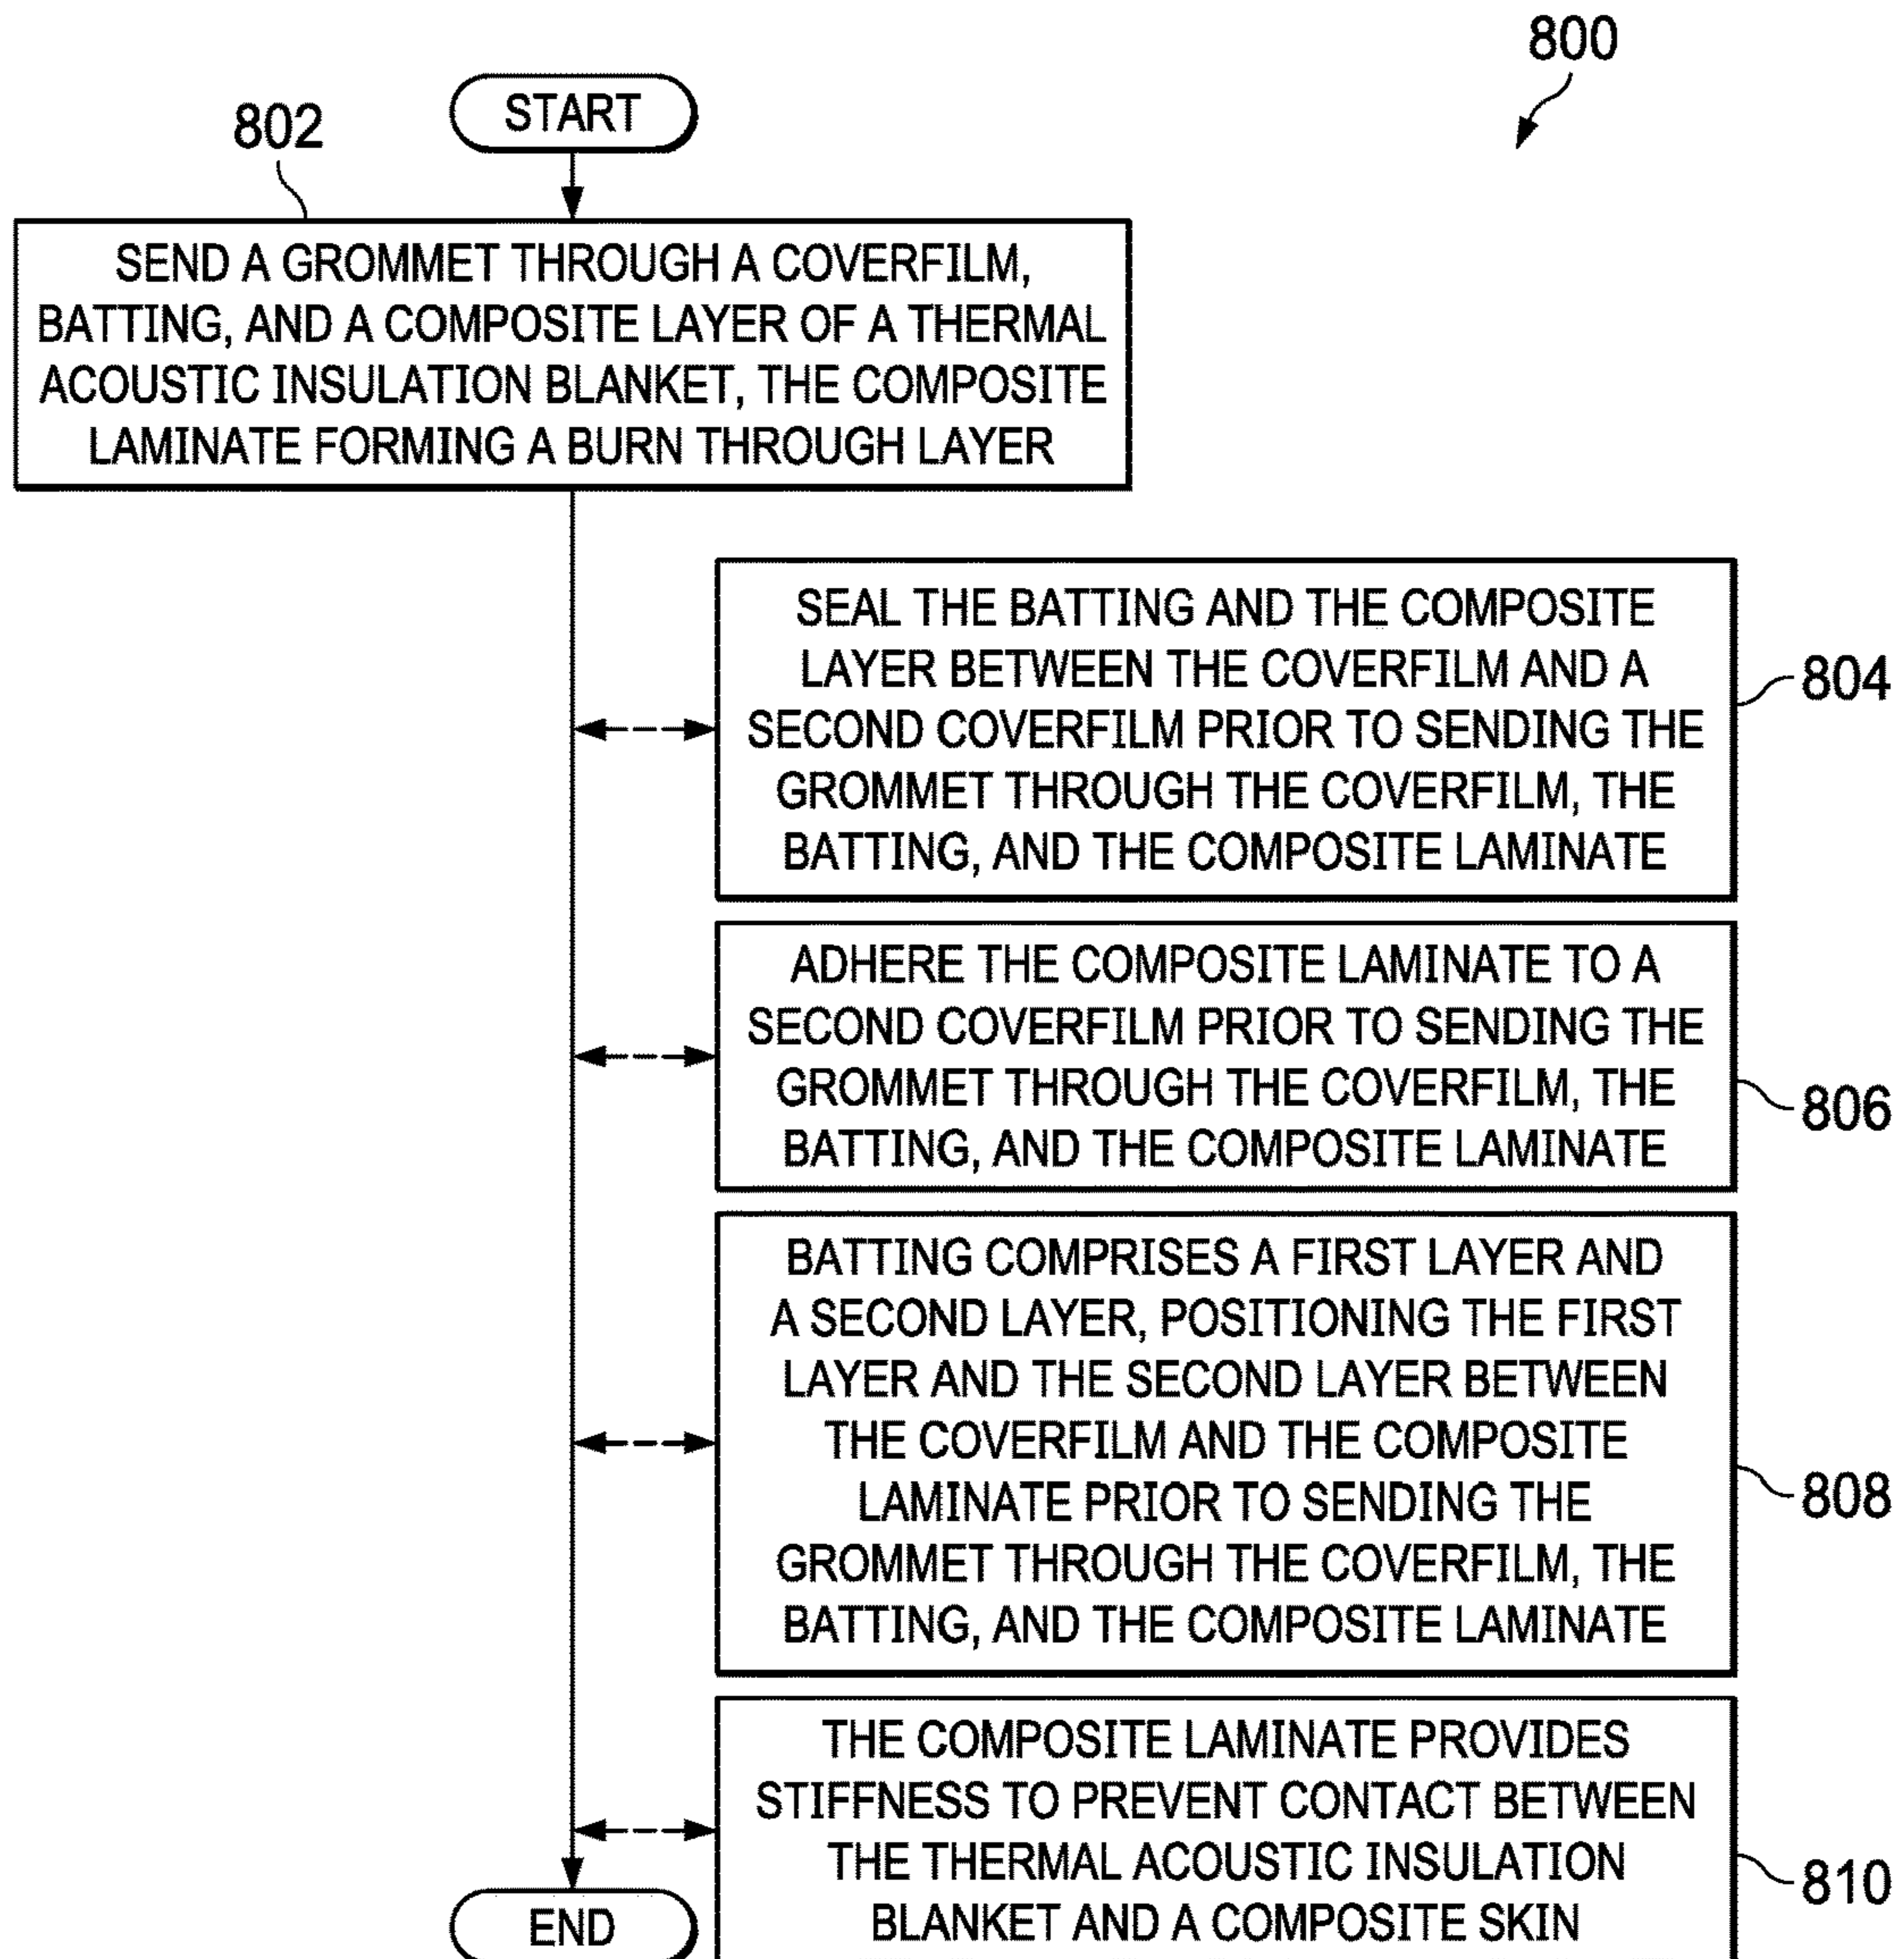 800
START
802
SEND A GROMMET THROUGH A COVERFILM,
BATTING, AND A COMPOSITE LAYER OF A THERMAL
ACOUSTIC INSULATION BLANKET, THE COMPOSITE
LAMINATE FORMING A BURN THROUGH LAYER
SEAL THE BATTING AND THE COMPOSITE
LAYER BETWEEN THE COVERFILM AND A
SECOND COVERFILM PRIOR TO SENDING THE
GROMMET THROUGH THE COVERFILM, THE
BATTING, AND THE COMPOSITE LAMINATE
804
ADHERE THE COMPOSITE LAMINATE TO A
SECOND COVERFILM PRIOR TO SENDING THE
GROMMET THROUGH THE COVERFILM, THE
BATTING, AND THE COMPOSITE LAMINATE
806
BATTING COMPRISES A FIRST LAYER AND
A SECOND LAYER, POSITIONING THE FIRST
LAYER AND THE SECOND LAYER BETWEEN
THE COVERFILM AND THE COMPOSITE
LAMINATE PRIOR TO SENDING THE
GROMMET THROUGH THE COVERFILM, THE
BATTING, AND THE COMPOSITE LAMINATE
808
THE COMPOSITE LAMINATE PROVIDES
STIFFNESS TO PREVENT CONTACT BETWEEN
THE THERMAL ACOUSTIC INSULATION
BLANKET AND A COMPOSITE SKIN
810
END